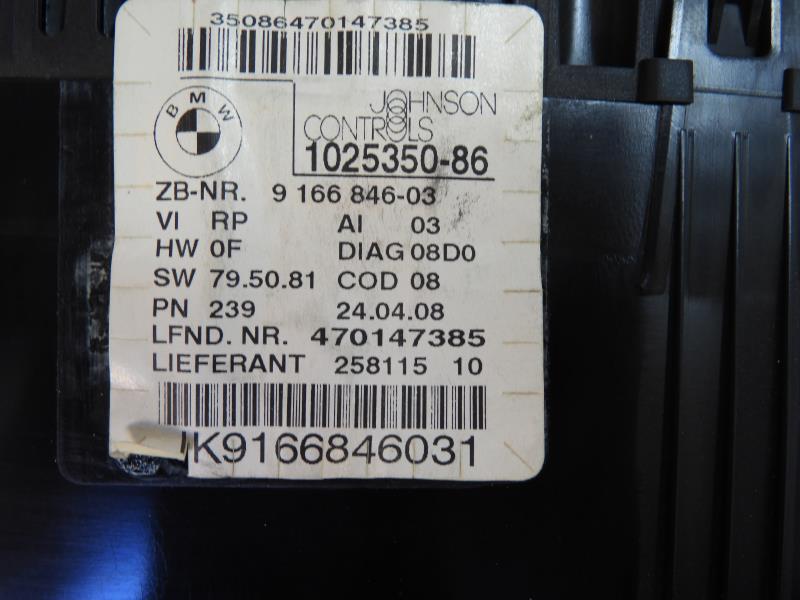 35086470147385
BMW
JOHNSON
CONTROLS
1025350-86
ZB-NR. 9 166 846-03
VI RP AI 03
HW 0F DIAG 08D0
SW 79.50.81 COD 08
PN 239 24.04.08
LFND. NR. 470147385
LIEFERANT 258115 10
K9166846031